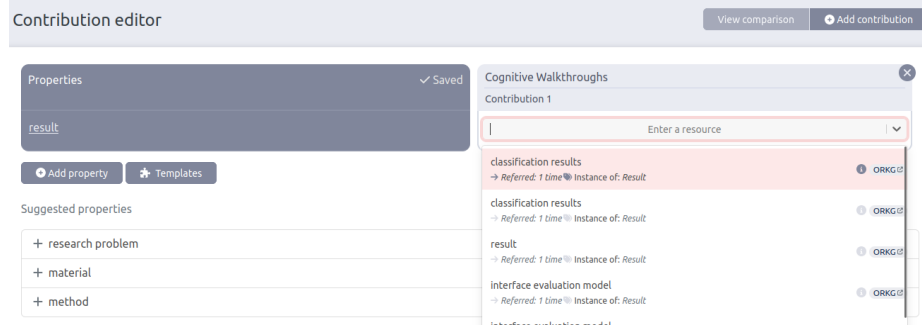 Contribution editor
View comparison
Add contribution
Properties
Saved
result
Add property
Templates
Suggested properties
+ research problem
+ material
+ method
Cognitive Walkthroughs
Contribution 1
Enter a resource
classification results
→ Referred: 1 time Instance of: Result
ORKG
classification results
→ Referred: 1 time Instance of: Result
ORKG
result
→ Referred: 1 time Instance of: Result
ORKG
interface evaluation model
→ Referred: 1 time Instance of: Result
ORKG
interface evaluation model